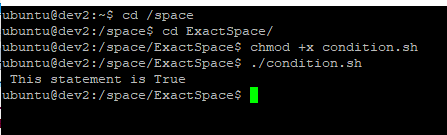 ubuntu@dev2:~$ cd /space
ubuntu@dev2:/space$ cd ExactSpace/
ubuntu@dev2:/space/ExactSpace$ chmod +x condition.sh
ubuntu@dev2:/space/ExactSpace$ ./condition.sh
 This statement is True
ubuntu@dev2:/space/ExactSpace$